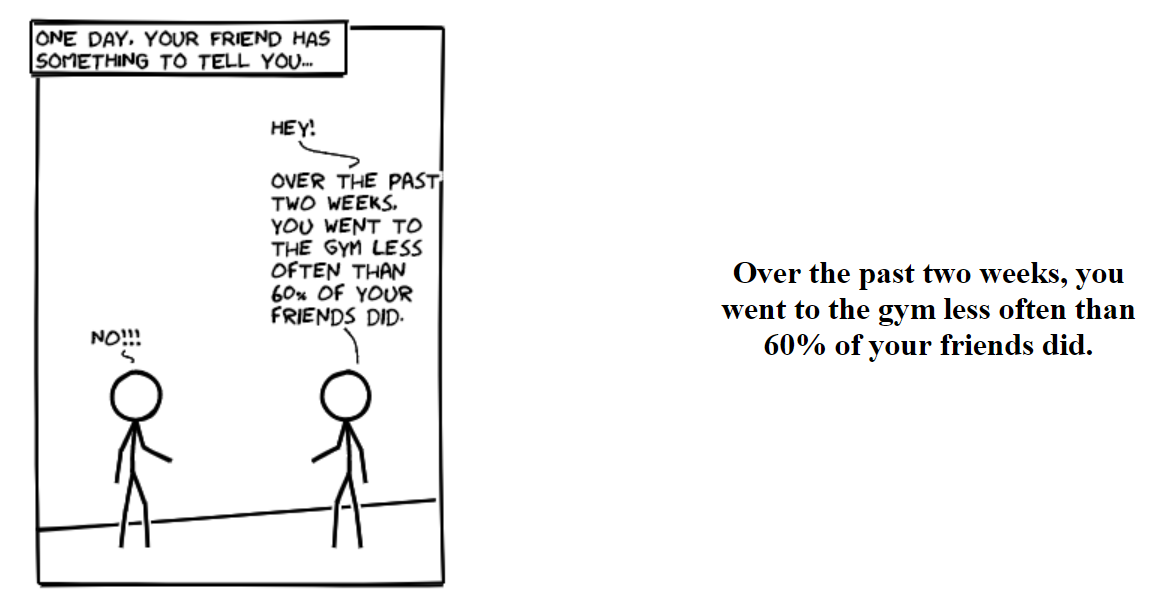 ONE DAY, YOUR FRIEND HAS
SOMETHING TO TELL YOU...
HEY!
OVER THE PAST
TWO WEEKS,
YOU WENT TO
THE GYM LESS
OFTEN THAN
60% OF YOUR
FRIENDS DID.
NO!!!
Over the past two weeks, you
went to the gym less often than
60% of your friends did.